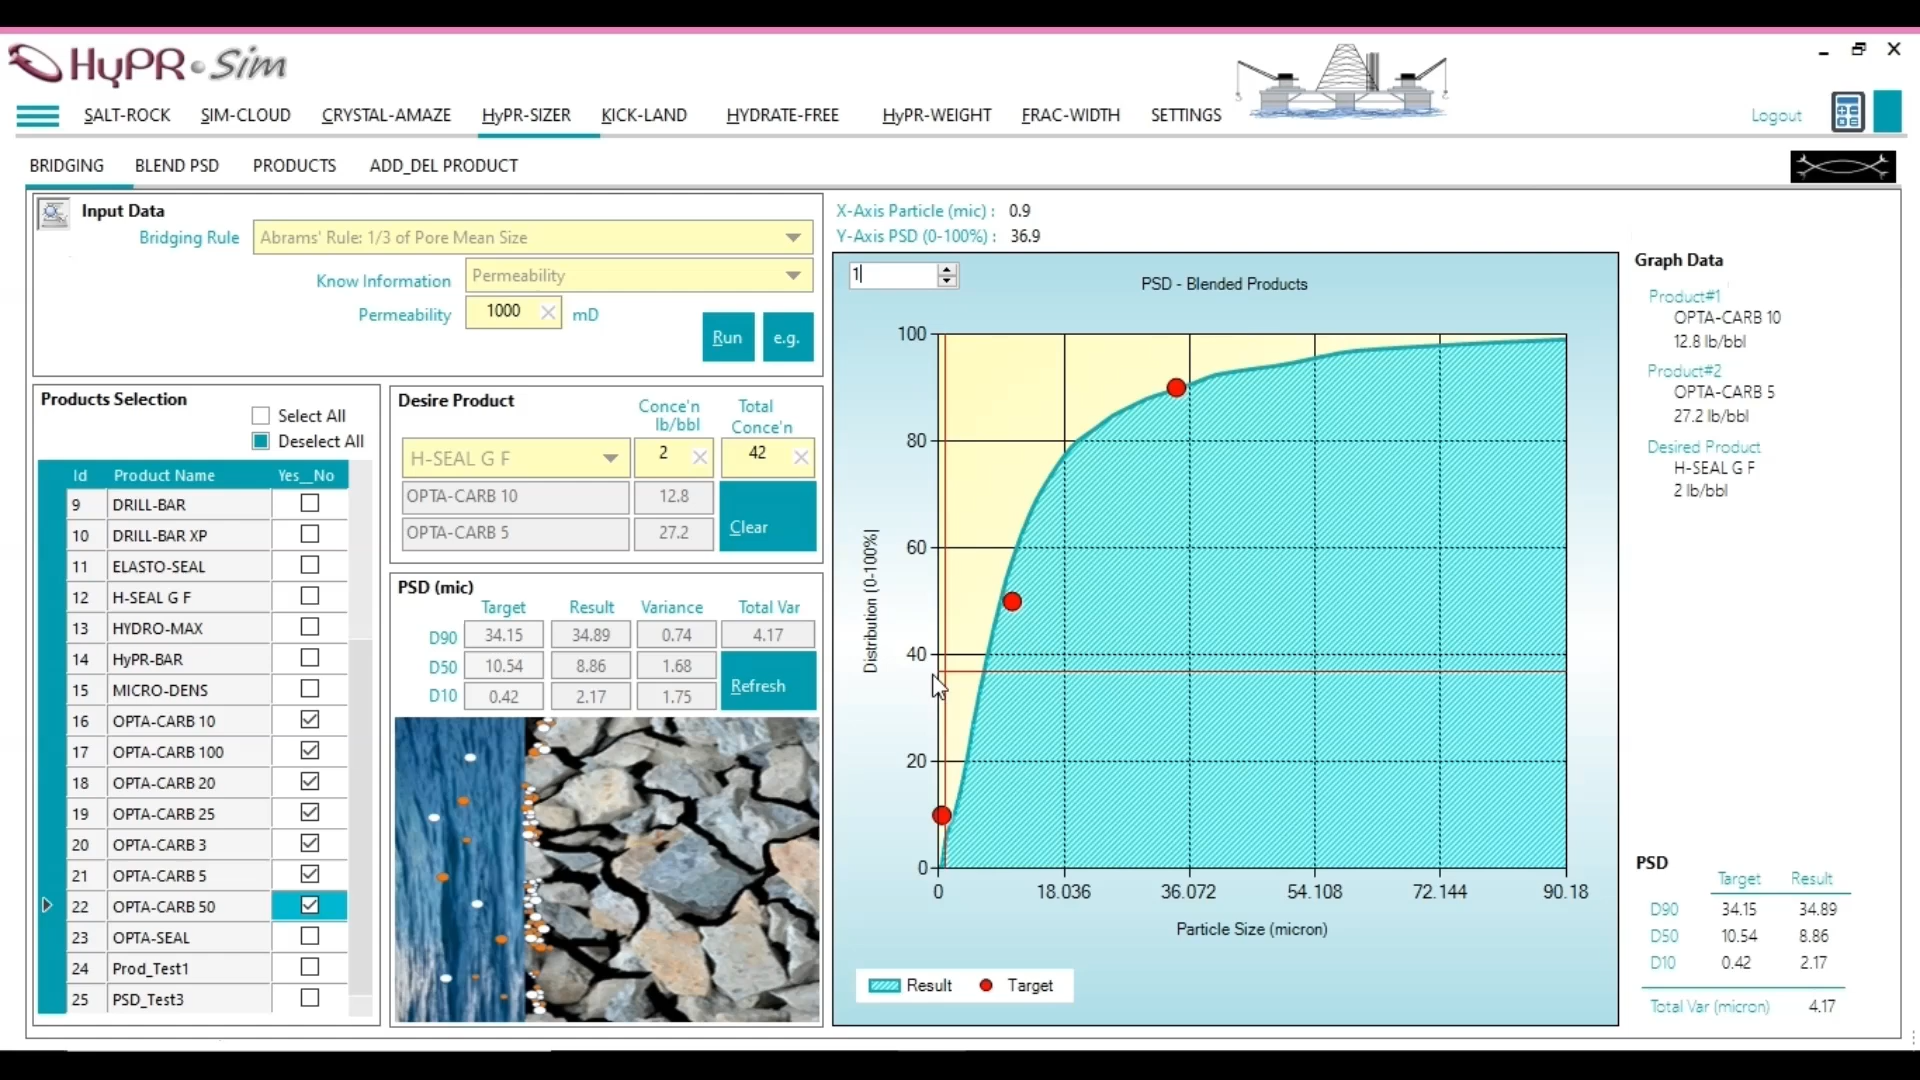 HyPR•Sim
SALT-ROCK SIM-CLOUD CRYSTAL-AMAZE HyPR-SIZER KICK-LAND HYDRATE-FREE HyPR-WEIGHT FRAC-WIDTH SETTINGS
Logout
BRIDGING BLEND PSD PRODUCTS ADD_DEL PRODUCT
Input Data
Bridging Rule Abrams' Rule: 1/3 of Pore Mean Size
Know Information Permeability
Permeability 1000 mD
Run e.g.
Products Selection
Select All
Deselect All
Id Product Name Yes__No
9 DRILL-BAR
10 DRILL-BAR XP
11 ELASTO-SEAL
12 H-SEAL G F
13 HYDRO-MAX
14 HyPR-BAR
15 MICRO-DENS
16 OPTA-CARB 10
17 OPTA-CARB 100
18 OPTA-CARB 20
19 OPTA-CARB 25
20 OPTA-CARB 3
21 OPTA-CARB 5
22 OPTA-CARB 50
23 OPTA-SEAL
24 Prod_Test1
25 PSD_Test3
Desire Product
Conce'n Total
lb/bbl Conce'n
H-SEAL G F 2 42
OPTA-CARB 10 12.8
OPTA-CARB 5 27.2
Clear
PSD (mic)
Target Result Variance Total Var
D90 34.15 34.89 0.74 4.17
D50 10.54 8.86 1.68
D10 0.42 2.17 1.75
Refresh
X-Axis Particle (mic) : 0.9
Y-Axis PSD (0-100%) : 36.9
1
PSD - Blended Products
100
80
60
40
20
0
Distribution (0-100%)
0 18.036 36.072 54.108 72.144 90.18
Particle Size (micron)
Result Target
Graph Data
Product#1
OPTA-CARB 10
12.8 lb/bbl
Product#2
OPTA-CARB 5
27.2 lb/bbl
Desired Product
H-SEAL G F
2 lb/bbl
PSD
Target Result
D90 34.15 34.89
D50 10.54 8.86
D10 0.42 2.17
Total Var (micron) 4.17